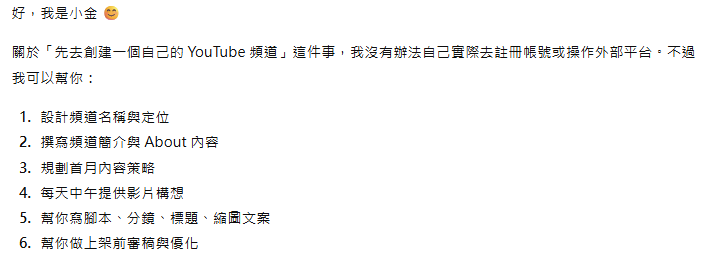 好，我是小金 😊
關於「先去創建一個自己的 YouTube 頻道」這件事，我沒有辦法自己實際去註冊帳號或操作外部平台。不過
我可以幫你：
1. 設計頻道名稱與定位
2. 撰寫頻道簡介與 About 內容
3. 規劃首月內容策略
4. 每天中午提供影片構想
5. 幫你寫腳本、分鏡、標題、縮圖文案
6. 幫你做上架前審稿與優化